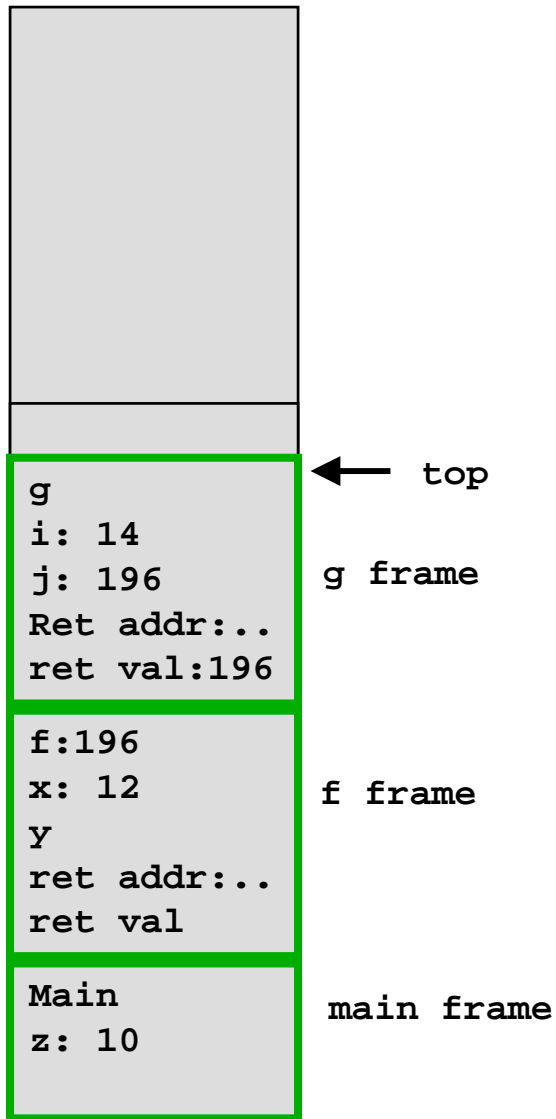 top
g
i: 14
j: 196
Ret addr:..
ret val:196
g frame
f:196
x: 12
y
ret addr:..
ret val
f frame
Main
z: 10
main frame